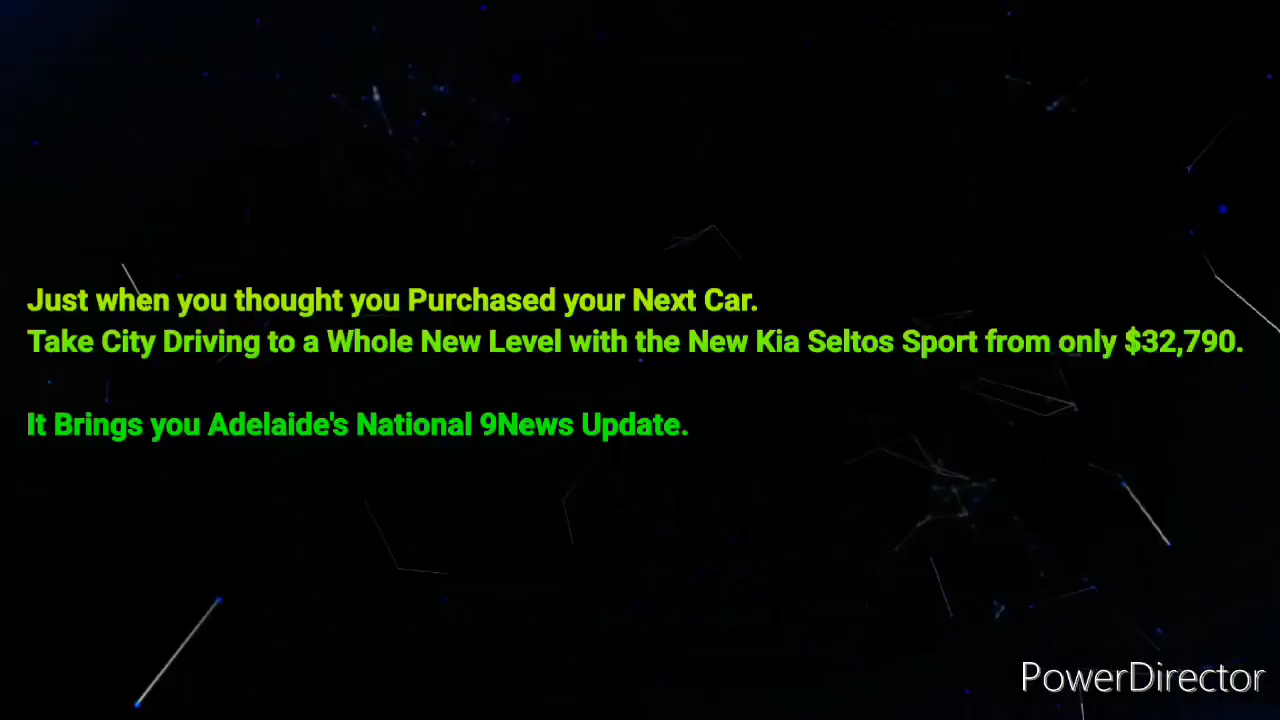 Just when you thought you Purchased your Next Car.
Take City Driving to a Whole New Level with the New Kia Seltos Sport from only $32,790.
It Brings you Adelaide's National 9News Update.
PowerDirector